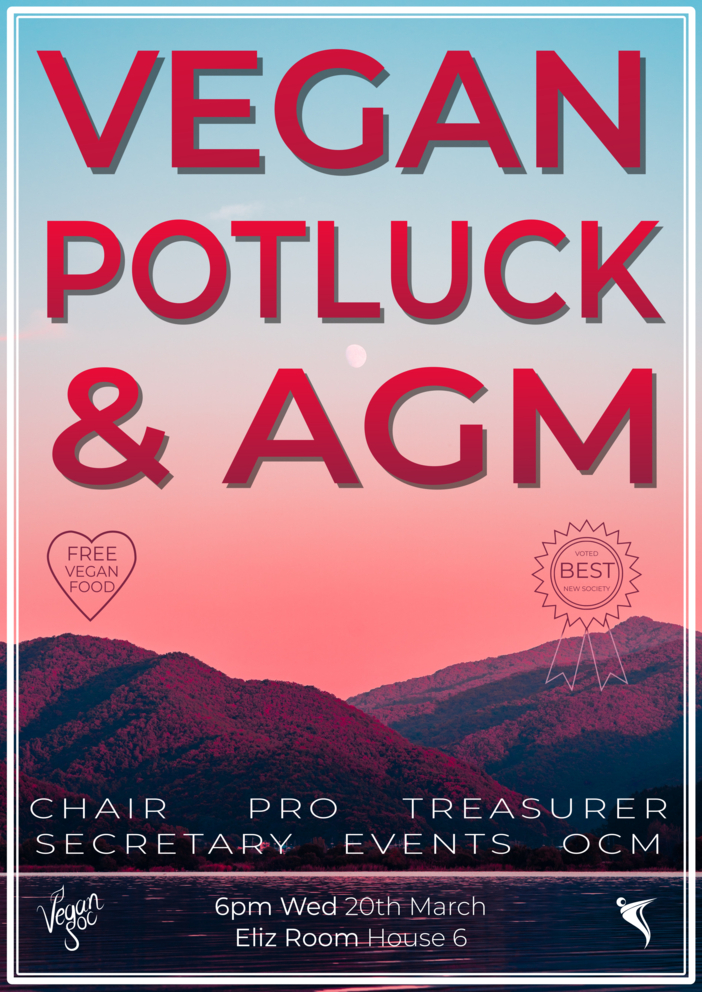 VEGAN
POTLUCK
& AGM
FREE
VEGAN
FOOD
VOTED
BEST
NEW SOCIETY
CHAIR PRO TREASURER
SECRETARY EVENTS OCM
Vegan
Soc
6pm Wed 20th March
Eliz Room House 6